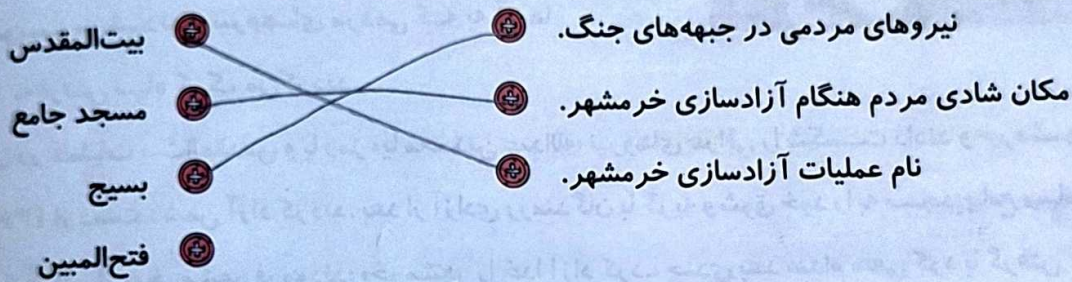 نیروهای مردمی در جبهه‌های جنگ.
بیت‌المقدس
مکان شادی مردم هنگام آزادسازی خرمشهر.
مسجد جامع
نام عملیات آزادسازی خرمشهر.
بسیج
فتح‌المبین